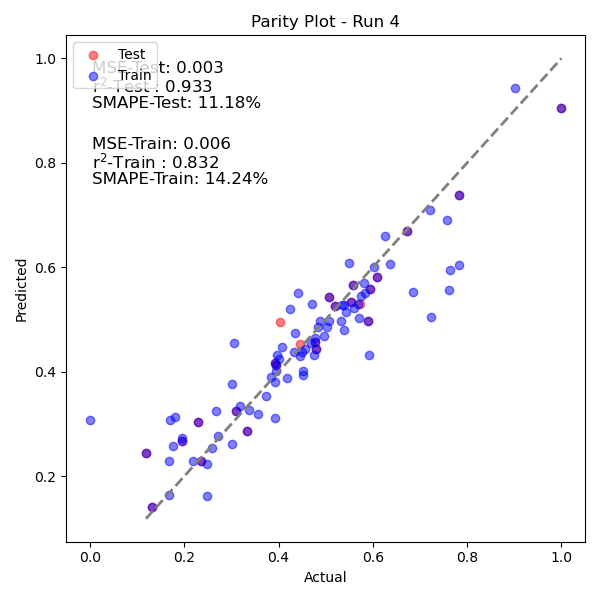 Parity Plot - Run 4
Test
Train
MSE-Test: 0.003
r²-Test : 0.933
SMAPE-Test: 11.18%
MSE-Train: 0.006
r²-Train : 0.832
SMAPE-Train: 14.24%
Predicted
1.0
0.8
0.6
0.4
0.2
0.0
0.2
0.4
0.6
0.8
1.0
Actual